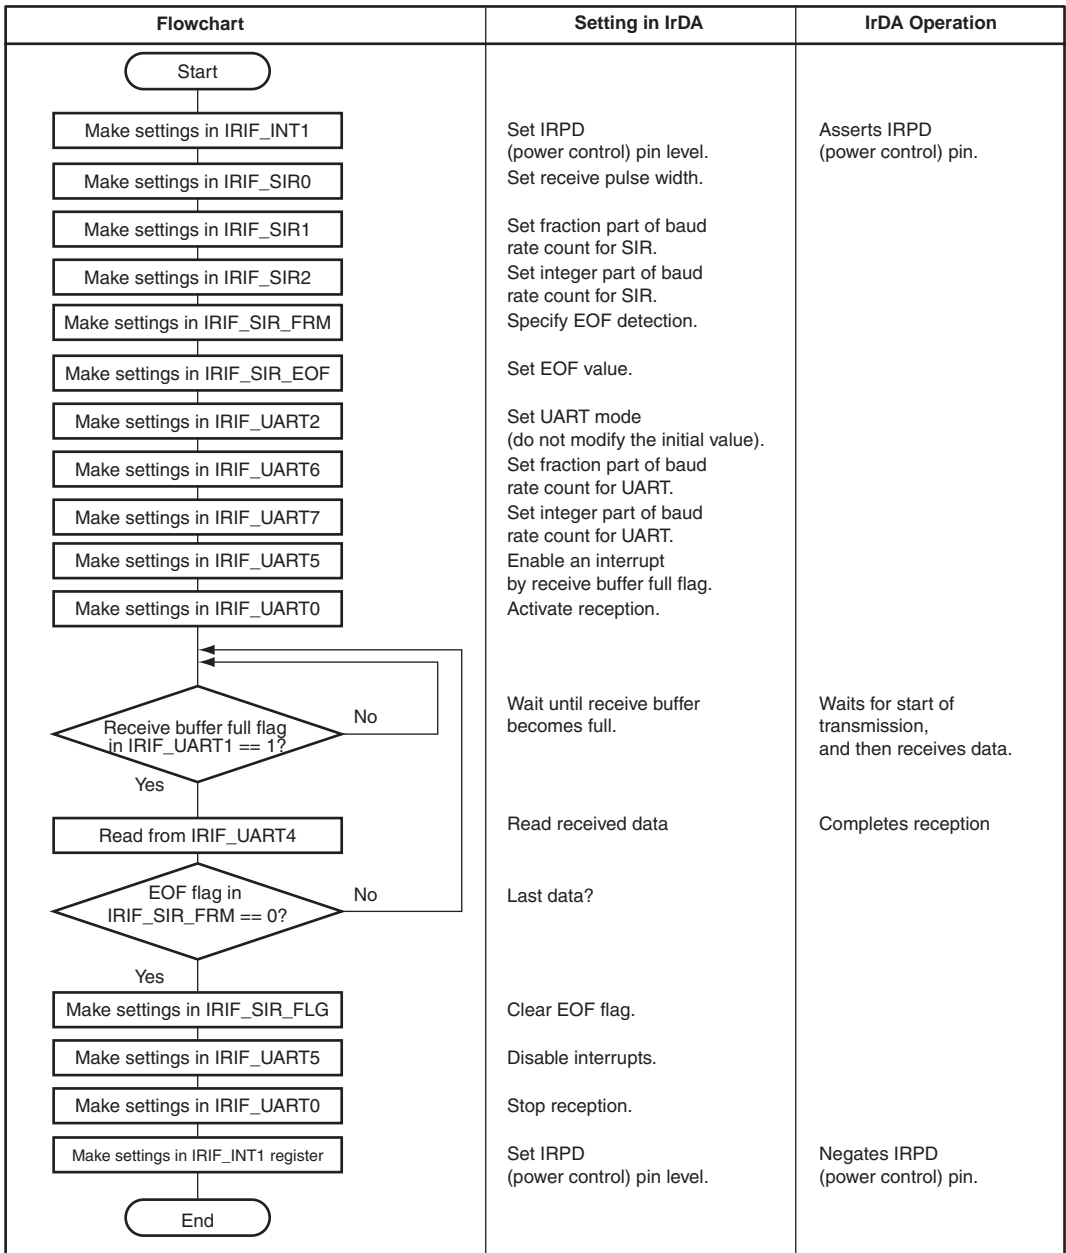 Flowchart
Setting in IrDA
IrDA Operation
Start
Make settings in IRIF_INT1
Set IRPD
(power control) pin level.
Asserts IRPD
(power control) pin.
Make settings in IRIF_SIR0
Set receive pulse width.
Make settings in IRIF_SIR1
Set fraction part of baud
rate count for SIR.
Make settings in IRIF_SIR2
Set integer part of baud
rate count for SIR.
Make settings in IRIF_SIR_FRM
Specify EOF detection.
Make settings in IRIF_SIR_EOF
Set EOF value.
Make settings in IRIF_UART2
Set UART mode
(do not modify the initial value).
Make settings in IRIF_UART6
Set fraction part of baud
rate count for UART.
Make settings in IRIF_UART7
Set integer part of baud
rate count for UART.
Make settings in IRIF_UART5
Enable an interrupt
by receive buffer full flag.
Make settings in IRIF_UART0
Activate reception.
Receive buffer full flag
in IRIF_UART1 == 1?
No
Yes
Wait until receive buffer
becomes full.
Waits for start of
transmission,
and then receives data.
Read from IRIF_UART4
Read received data
Completes reception
EOF flag in
IRIF_SIR_FRM == 0?
No
Yes
Last data?
Make settings in IRIF_SIR_FLG
Clear EOF flag.
Make settings in IRIF_UART5
Disable interrupts.
Make settings in IRIF_UART0
Stop reception.
Make settings in IRIF_INT1 register
Set IRPD
(power control) pin level.
Negates IRPD
(power control) pin.
End